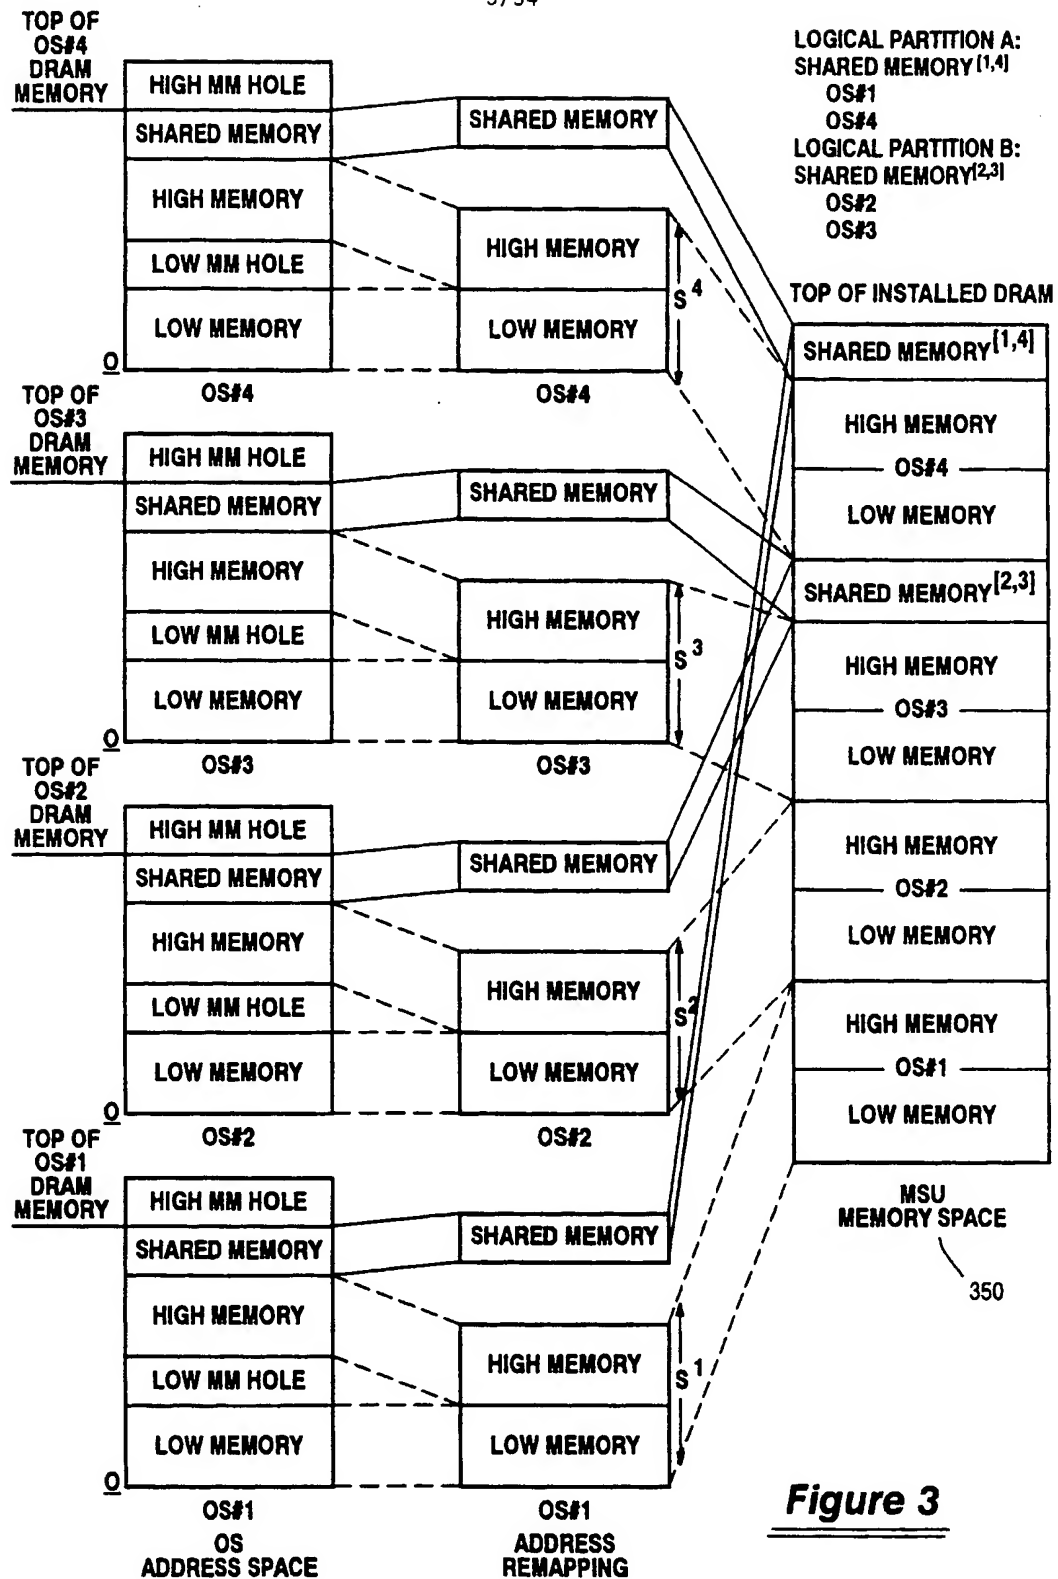 3/54
TOP OF
OS#4
DRAM
MEMORY
HIGH MM HOLE
SHARED MEMORY
HIGH MEMORY
LOW MM HOLE
LOW MEMORY
0
OS#4
SHARED MEMORY
HIGH MEMORY
LOW MEMORY
S4
OS#4
TOP OF
OS#3
DRAM
MEMORY
HIGH MM HOLE
SHARED MEMORY
HIGH MEMORY
LOW MM HOLE
LOW MEMORY
0
OS#3
SHARED MEMORY
HIGH MEMORY
LOW MEMORY
S3
OS#3
TOP OF
OS#2
DRAM
MEMORY
HIGH MM HOLE
SHARED MEMORY
HIGH MEMORY
LOW MM HOLE
LOW MEMORY
0
OS#2
SHARED MEMORY
HIGH MEMORY
LOW MEMORY
S2
OS#2
TOP OF
OS#1
DRAM
MEMORY
HIGH MM HOLE
SHARED MEMORY
HIGH MEMORY
LOW MM HOLE
LOW MEMORY
0
OS#1
OS
ADDRESS SPACE
SHARED MEMORY
HIGH MEMORY
LOW MEMORY
S1
OS#1
ADDRESS
REMAPPING
LOGICAL PARTITION A:
SHARED MEMORY[1,4]
OS#1
OS#4
LOGICAL PARTITION B:
SHARED MEMORY[2,3]
OS#2
OS#3
TOP OF INSTALLED DRAM
SHARED MEMORY[1,4]
HIGH MEMORY
OS#4
LOW MEMORY
SHARED MEMORY[2,3]
HIGH MEMORY
OS#3
LOW MEMORY
HIGH MEMORY
OS#2
LOW MEMORY
HIGH MEMORY
OS#1
LOW MEMORY
MSU
MEMORY SPACE
350
Figure 3